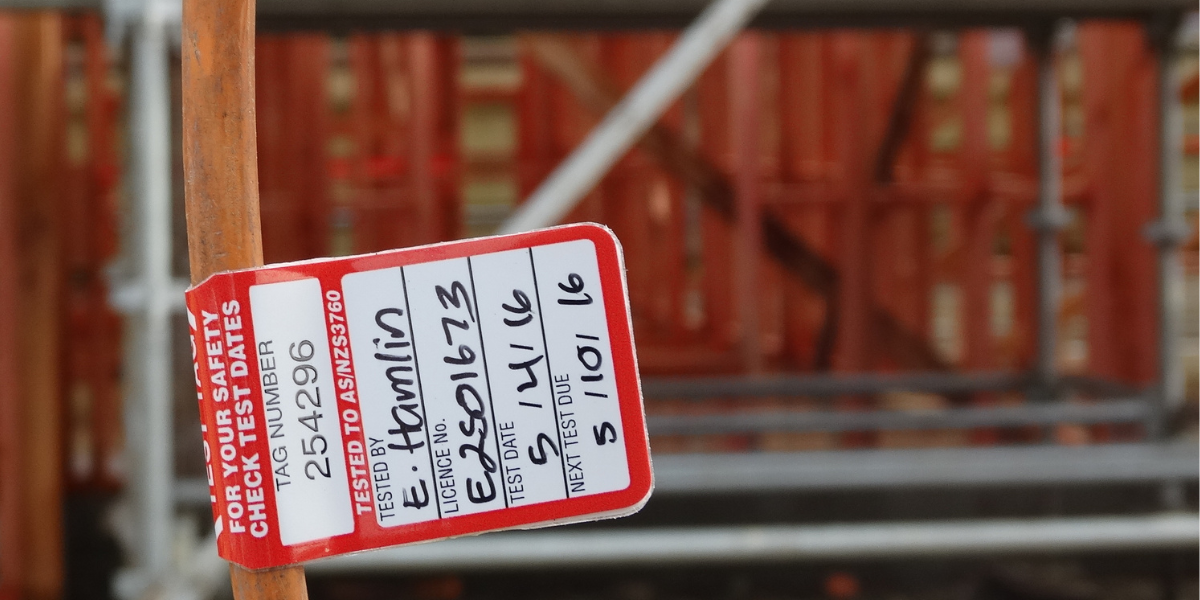 FOR YOUR SAFETY
CHECK TEST DATES
TAG NUMBER
254296
TESTED TO AS/NZS3760
TESTED BY
E. Hamlin
LICENCE No.
E2501673
TEST DATE
5 / 4 / 16
NEXT TEST DUE
5 / 10 / 16